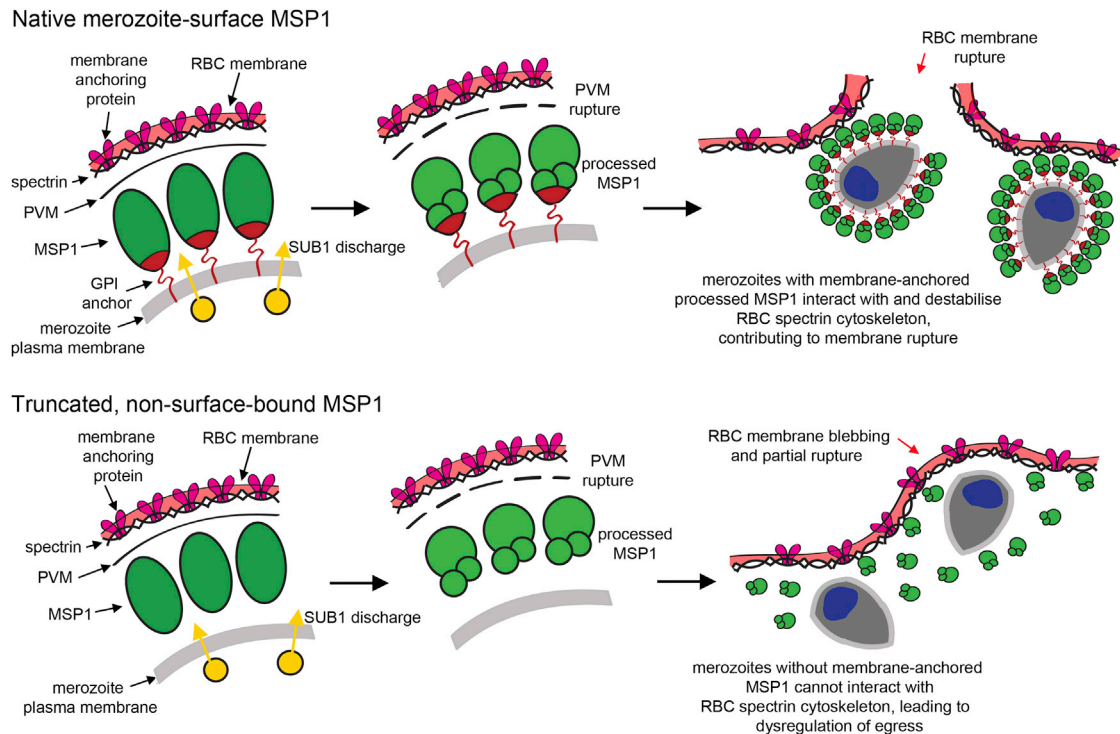 Native merozoite-surface MSP1
membrane
anchoring
protein
RBC membrane
spectrin
PVM
MSP1
GPI
anchor
merozoite
plasma membrane
SUB1 discharge
PVM
rupture
processed
MSP1
RBC membrane
rupture
merozoites with membrane-anchored
processed MSP1 interact with and destabilise
RBC spectrin cytoskeleton,
contributing to membrane rupture
Truncated, non-surface-bound MSP1
membrane
anchoring
protein
RBC membrane
spectrin
PVM
MSP1
SUB1 discharge
merozoite
plasma membrane
PVM
rupture
processed
MSP1
RBC membrane blebbing
and partial rupture
merozoites without membrane-anchored
MSP1 cannot interact with
RBC spectrin cytoskeleton, leading to
dysregulation of egress